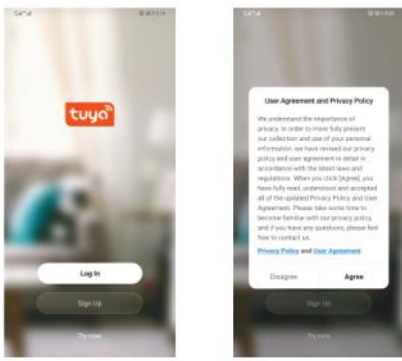 tuya
Log In
Sign Up
Try now
User Agreement and Privacy Policy
We understand the importance of
privacy. In order to more fully present
our collection and use of your personal
information, we have revised our privacy
policy and user agreement in detail in
accordance with the latest laws and
regulations. When you click [Agree], you
have fully read, understood and accepted
all of the updated Privacy Policy and User
Agreement. Please take some time to
become familiar with our privacy policy,
and if you have any questions, please feel
free to contact us.
Privacy Policy and User Agreement
Disagree Agree
Sign Up
Try now